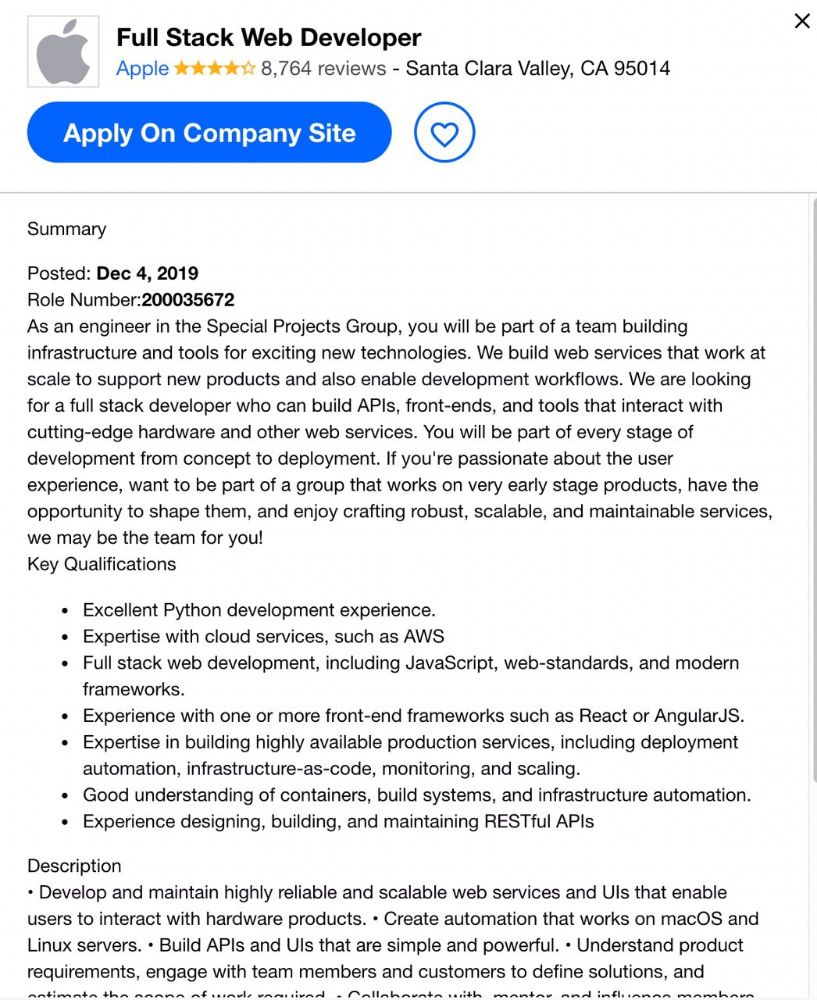 Full Stack Web Developer
Apple ★★★★☆ 8,764 reviews - Santa Clara Valley, CA 95014
Apply On Company Site
Summary
Posted: Dec 4, 2019
Role Number:200035672
As an engineer in the Special Projects Group, you will be part of a team building
infrastructure and tools for exciting new technologies. We build web services that work at
scale to support new products and also enable development workflows. We are looking
for a full stack developer who can build APIs, front-ends, and tools that interact with
cutting-edge hardware and other web services. You will be part of every stage of
development from concept to deployment. If you're passionate about the user
experience, want to be part of a group that works on very early stage products, have the
opportunity to shape them, and enjoy crafting robust, scalable, and maintainable services,
we may be the team for you!
Key Qualifications
• Excellent Python development experience.
• Expertise with cloud services, such as AWS
• Full stack web development, including JavaScript, web-standards, and modern
frameworks.
• Experience with one or more front-end frameworks such as React or AngularJS.
• Expertise in building highly available production services, including deployment
automation, infrastructure-as-code, monitoring, and scaling.
• Good understanding of containers, build systems, and infrastructure automation.
• Experience designing, building, and maintaining RESTful APIs
Description
• Develop and maintain highly reliable and scalable web services and UIs that enable
users to interact with hardware products. • Create automation that works on macOS and
Linux servers. • Build APIs and UIs that are simple and powerful. • Understand product
requirements, engage with team members and customers to define solutions, and
estimate the scope of work required. • Collaborate with, mentor, and influence members